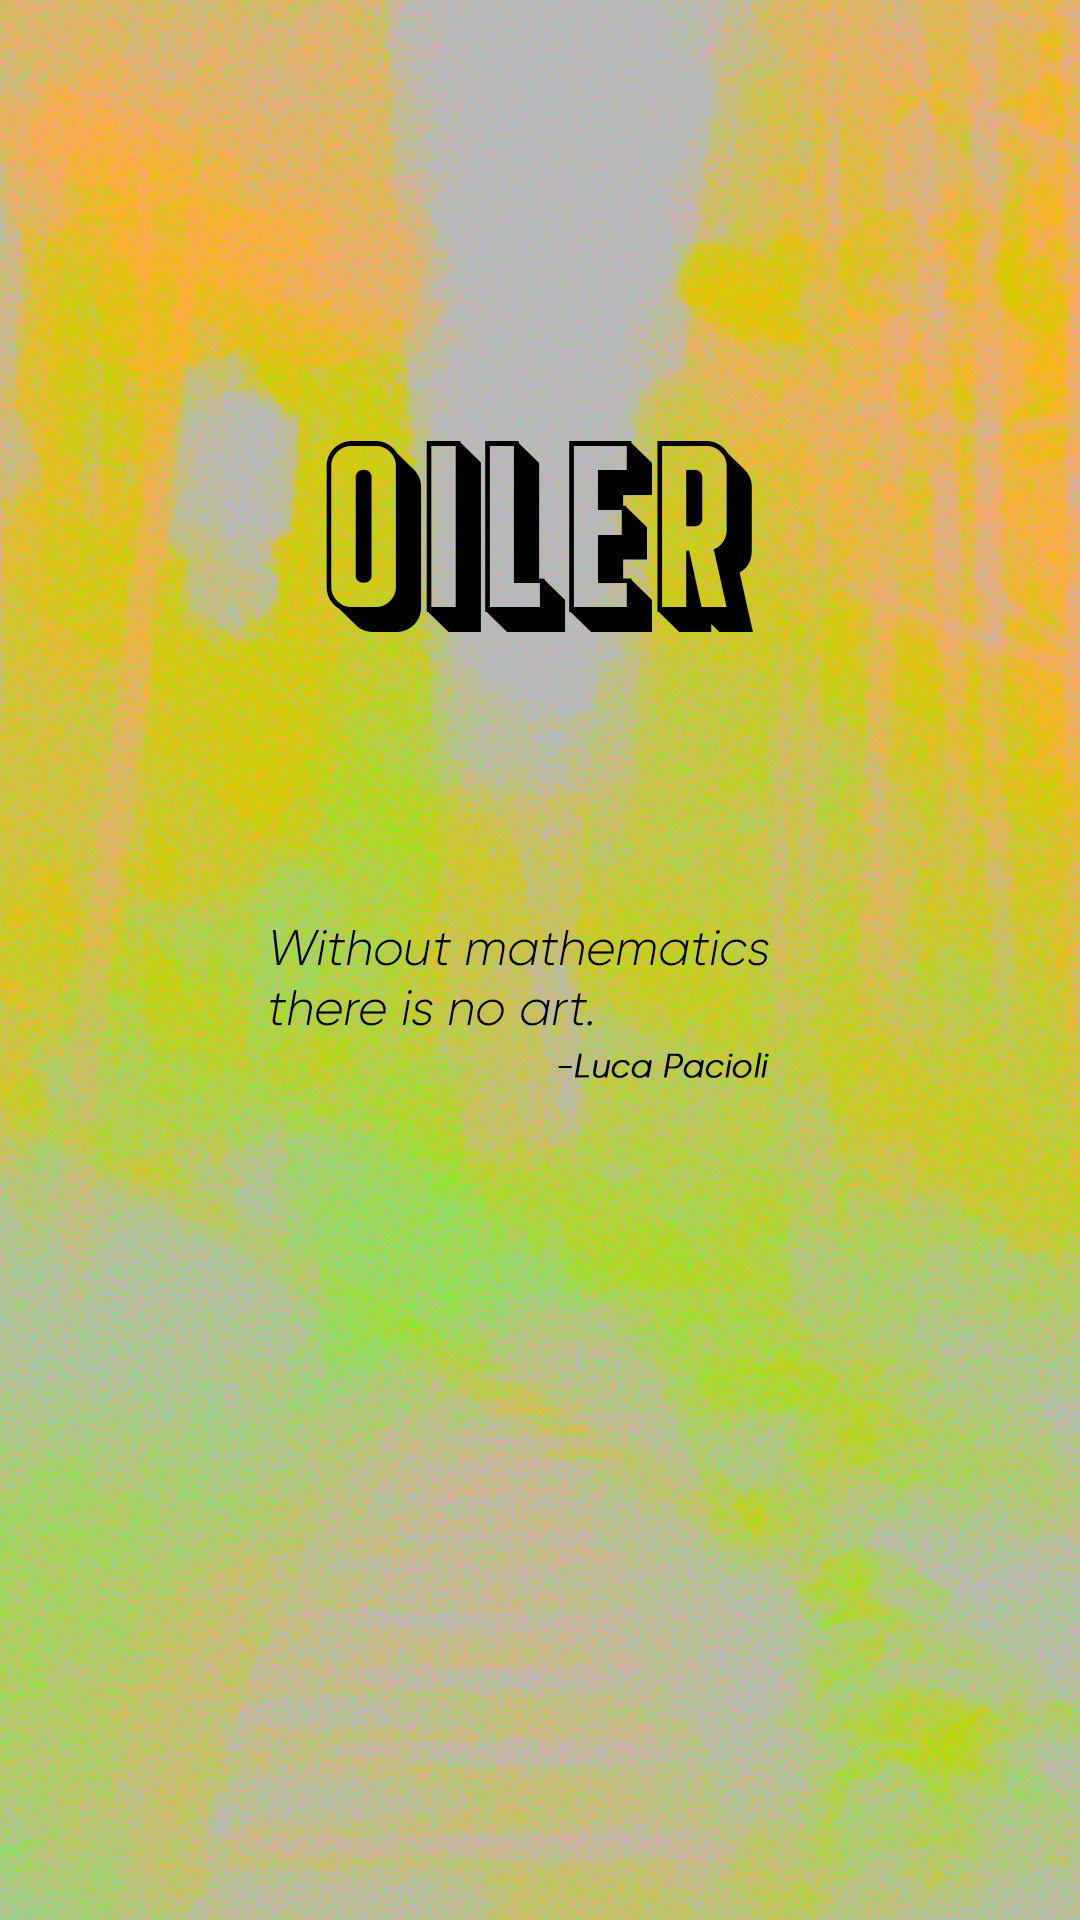 OILER
Without mathematics
there is no art.
-Luca Pacioli